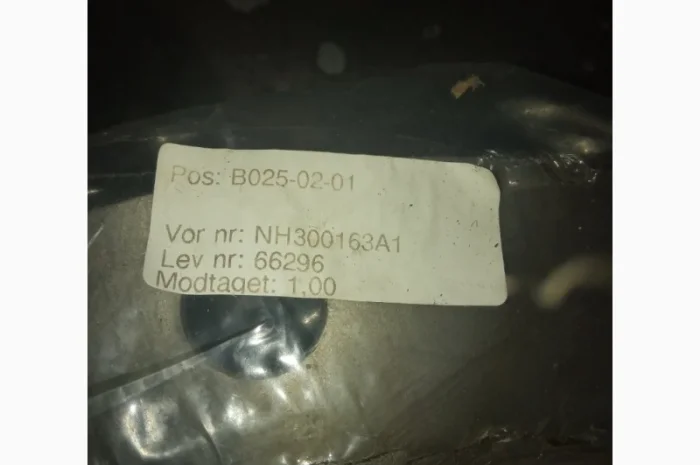 Pos: B025-02-01
Vor nr: NH300163A1
Lev nr: 66296
Modtaget: 1,00